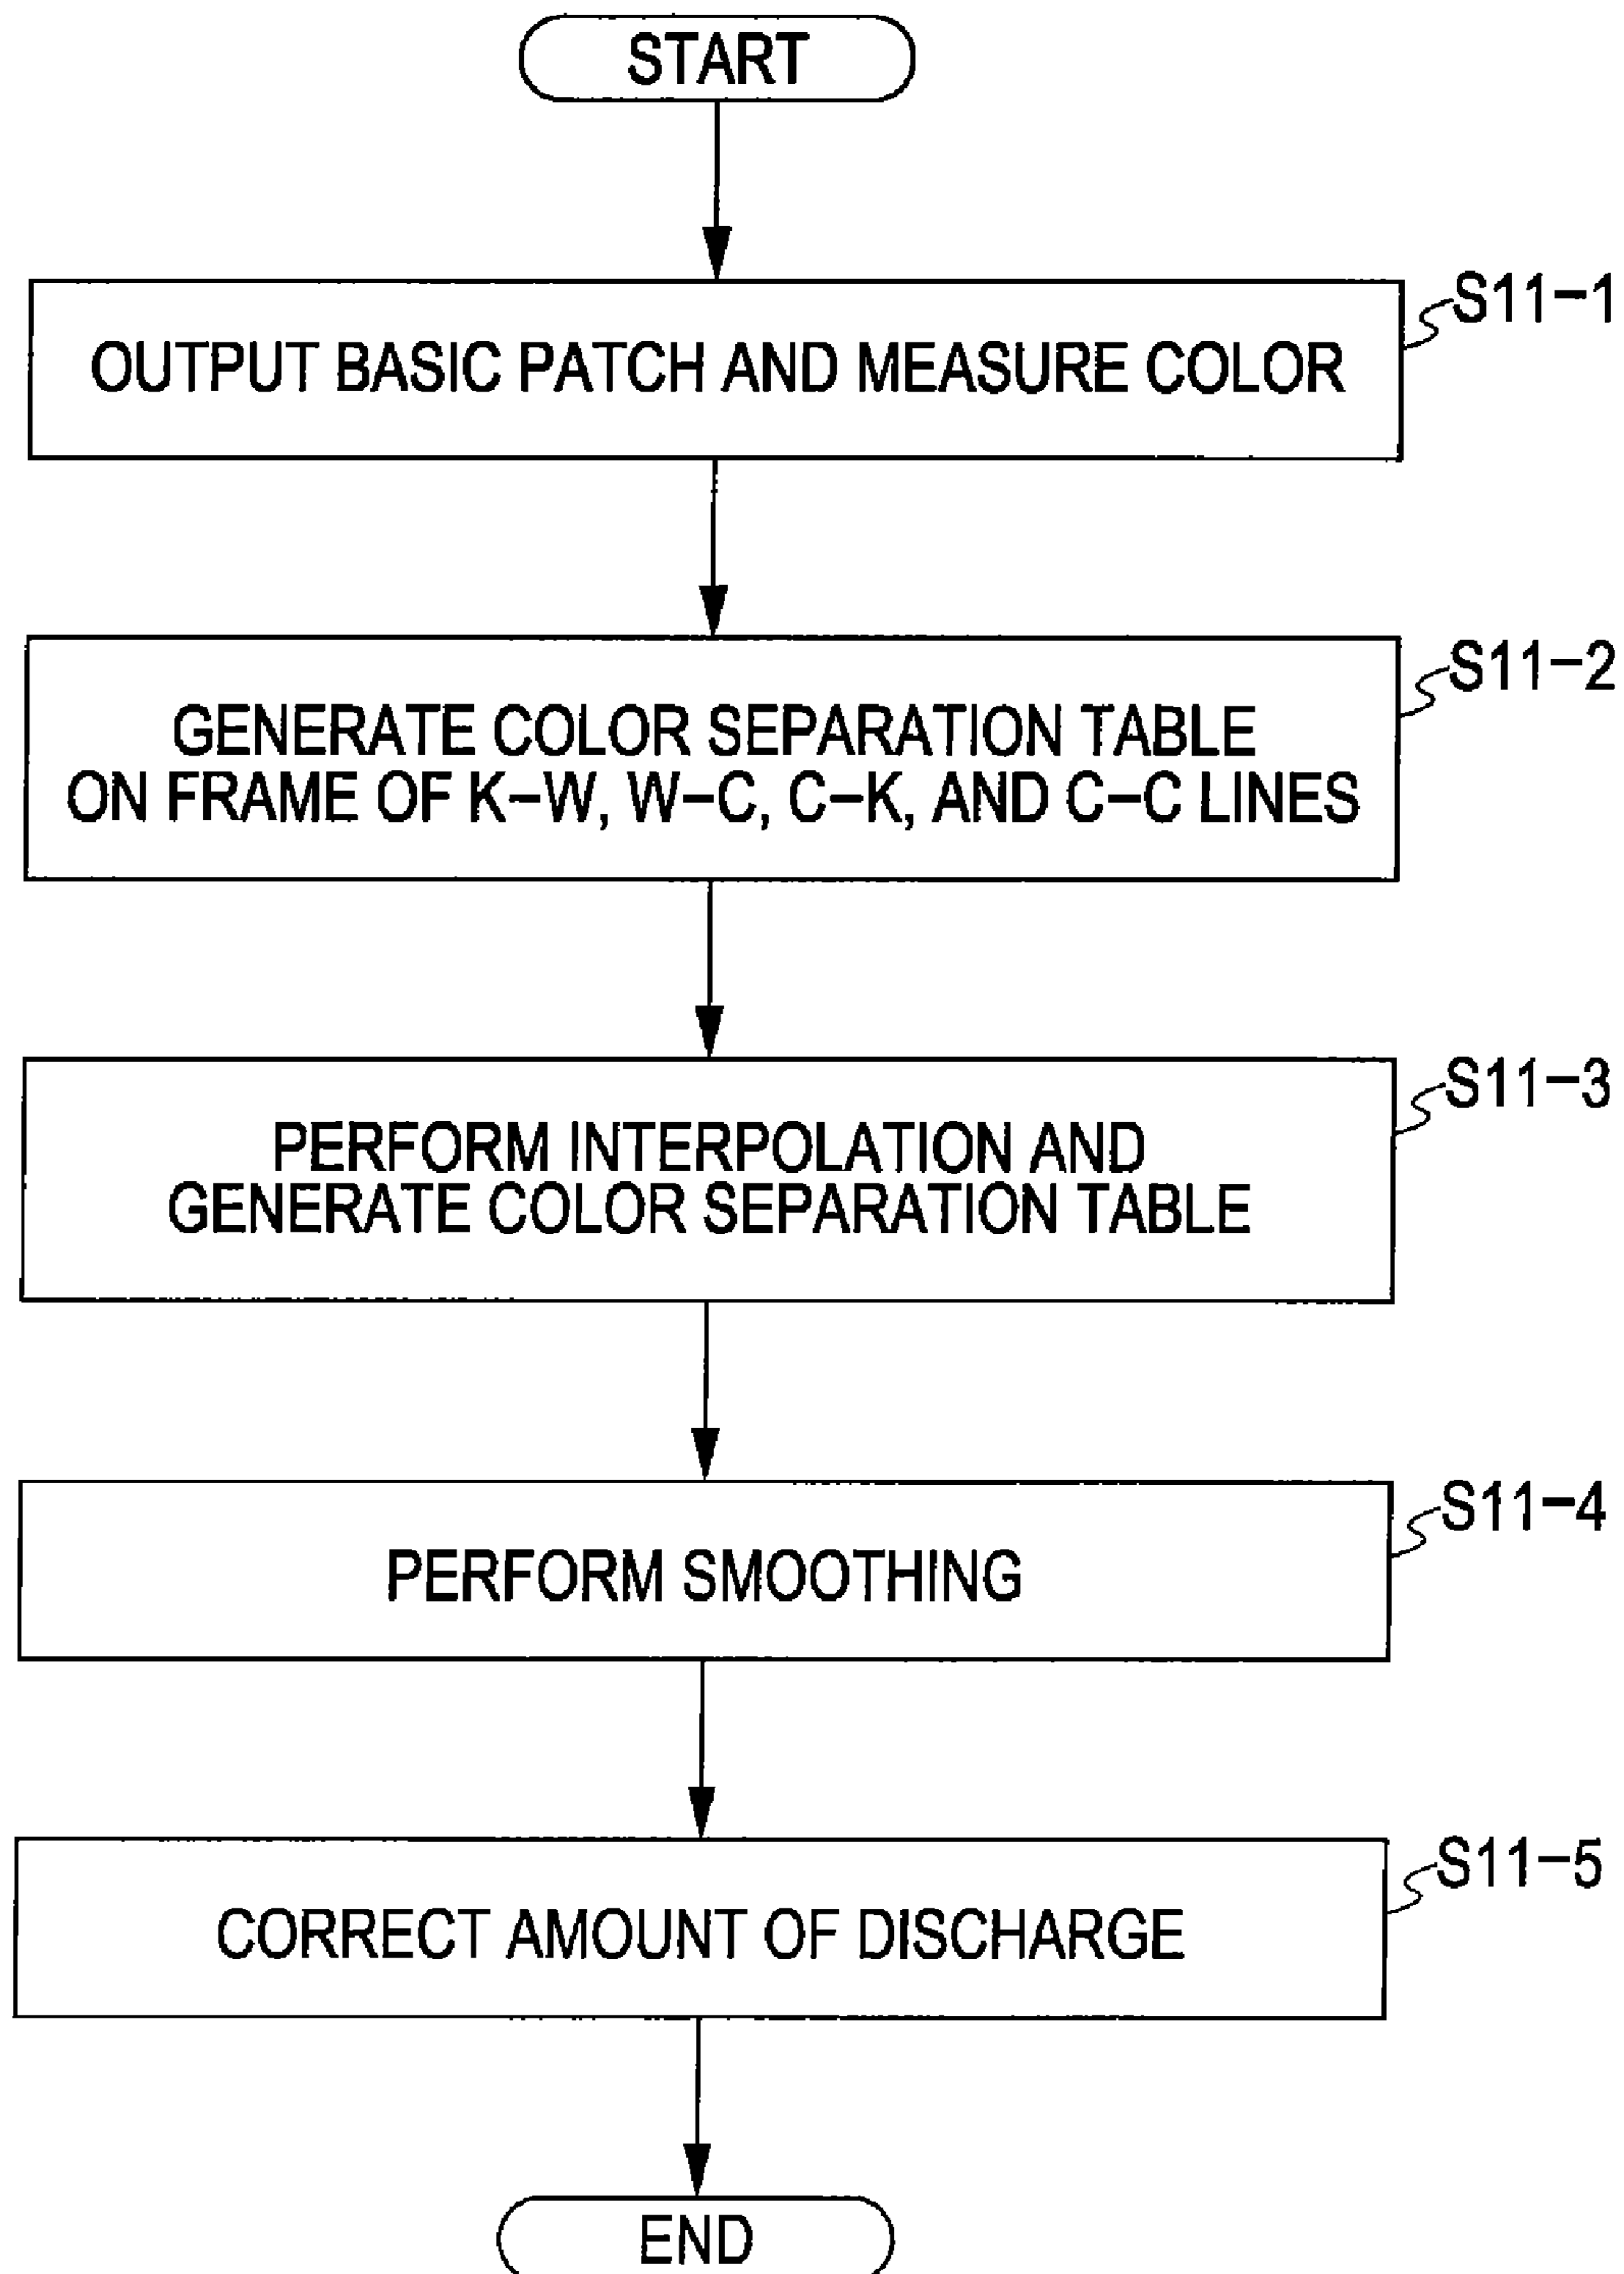 START
S11-1
OUTPUT BASIC PATCH AND MEASURE COLOR
S11-2
GENERATE COLOR SEPARATION TABLE
ON FRAME OF K-W, W-C, C-K, AND C-C LINES
S11-3
PERFORM INTERPOLATION AND
GENERATE COLOR SEPARATION TABLE
S11-4
PERFORM SMOOTHING
S11-5
CORRECT AMOUNT OF DISCHARGE
END